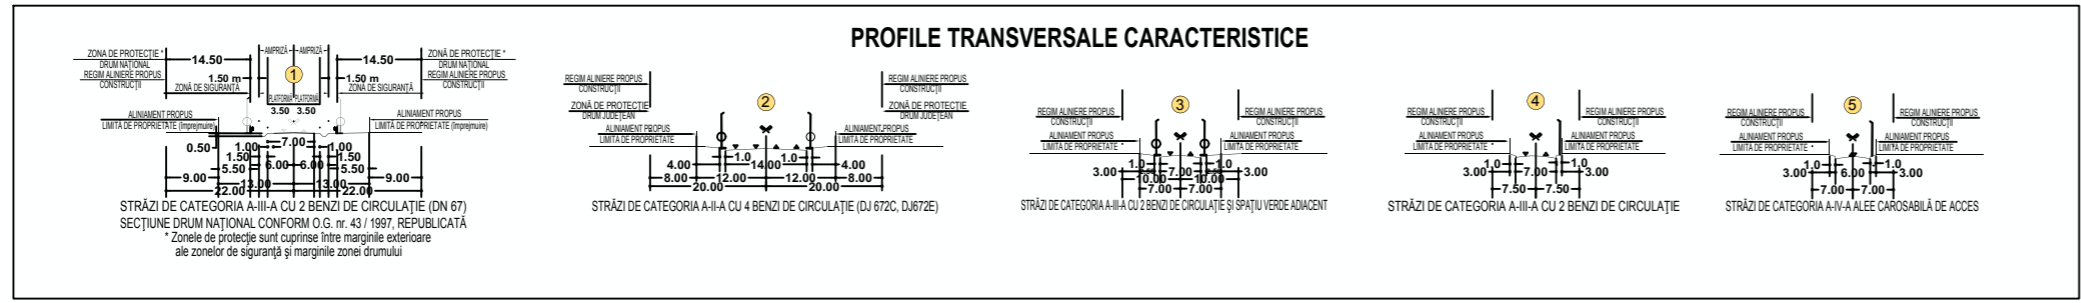 PROFILE TRANSVERSALE CARACTERISTICE
ZONA DE PROTECȚIE *
DRUM NAȚIONAL
REGIM ALINIERE PROPUS
CONSTRUCȚII
14.50
AMPRIZĂ AMPRIZĂ
14.50
ZONĂ DE PROTECȚIE *
DRUM NAȚIONAL
REGIM ALINIERE PROPUS
CONSTRUCȚII
1
1.50 m
ZONĂ DE SIGURANȚĂ
1.50 m
ZONĂ DE SIGURANȚĂ
PLATFORMĂ PLATFORMĂ
3.50 3.50
ALINIAMENT PROPUS
LIMITĂ DE PROPRIETATE (Împrejmuire)
ALINIAMENT PROPUS
LIMITĂ DE PROPRIETATE (Împrejmuire)
0.50 1.00 7.00 1.00
1.50 1.50
5.50 6.00 6.00 5.50
9.00 13.00 13.00 9.00
22.00 22.00
STRĂZI DE CATEGORIA A-III-A CU 2 BENZI DE CIRCULAȚIE (DN 67)
SECȚIUNE DRUM NAȚIONAL CONFORM O.G. nr. 43 / 1997, REPUBLICATĂ
* Zonele de protecție sunt cuprinse între marginile exterioare
ale zonelor de siguranță și marginile zonei drumului
REGIM ALINIERE PROPUS
CONSTRUCȚII
ZONĂ DE PROTECȚIE
DRUM JUDEȚEAN
ALINIAMENT PROPUS
LIMITĂ DE PROPRIETATE
2
REGIM ALINIERE PROPUS
CONSTRUCȚII
ZONĂ DE PROTECȚIE
DRUM JUDEȚEAN
ALINIAMENT PROPUS
LIMITĂ DE PROPRIETATE
1.0 1.0
4.00 14.00 4.00
8.00 12.00 12.00 8.00
20.00 20.00
STRĂZI DE CATEGORIA A-II-A CU 4 BENZI DE CIRCULAȚIE (DJ 672C, DJ672E)
REGIM ALINIERE PROPUS
CONSTRUCȚII
ALINIAMENT PROPUS
LIMITĂ DE PROPRIETATE *
3
REGIM ALINIERE PROPUS
CONSTRUCȚII
ALINIAMENT PROPUS
LIMITĂ DE PROPRIETATE
1.0 1.0
3.00 7.00 3.00
10.00 10.00
7.00 7.00
STRĂZI DE CATEGORIA A-III-A CU 2 BENZI DE CIRCULAȚIE ȘI SPAȚIU VERDE ADIACENT
REGIM ALINIERE PROPUS
CONSTRUCȚII
ALINIAMENT PROPUS
LIMITĂ DE PROPRIETATE *
4
REGIM ALINIERE PROPUS
CONSTRUCȚII
ALINIAMENT PROPUS
LIMITĂ DE PROPRIETATE
1.0 1.0
3.00 7.00 3.00
7.50 7.50
STRĂZI DE CATEGORIA A-III-A CU 2 BENZI DE CIRCULAȚIE
REGIM ALINIERE PROPUS
CONSTRUCȚII
ALINIAMENT PROPUS
LIMITĂ DE PROPRIETATE *
5
REGIM ALINIERE PROPUS
CONSTRUCȚII
ALINIAMENT PROPUS
LIMITĂ DE PROPRIETATE
1.0 1.0
3.00 6.00 3.00
7.00 7.00
STRĂZI DE CATEGORIA A-IV-A ALEE CAROSABILĂ DE ACCES